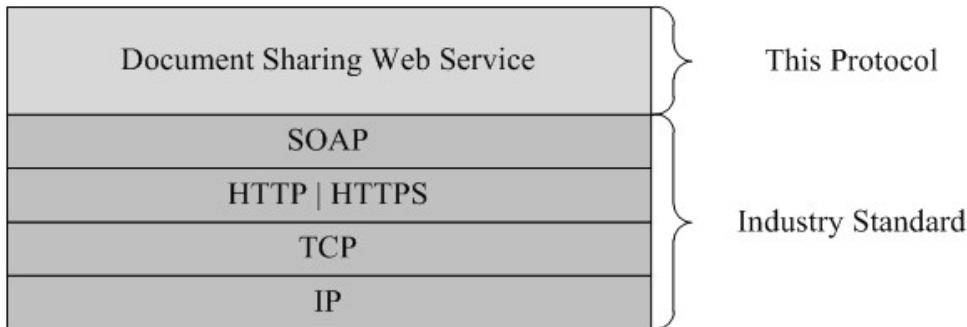 Document Sharing Web Service
This Protocol
SOAP
HTTP | HTTPS
TCP
IP
Industry Standard